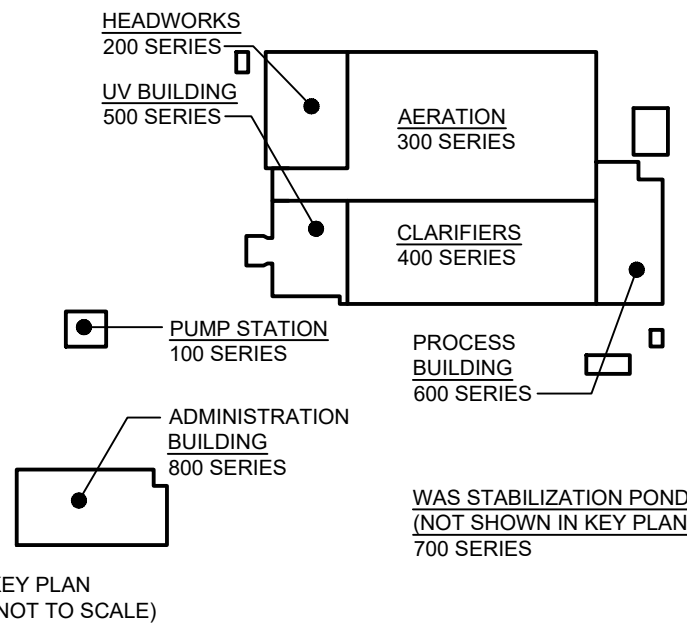 HEADWORKS
200 SERIES
UV BUILDING
500 SERIES
AERATION
300 SERIES
CLARIFIERS
400 SERIES
PUMP STATION
100 SERIES
PROCESS
BUILDING
600 SERIES
ADMINISTRATION
BUILDING
800 SERIES
WAS STABILIZATION POND
(NOT SHOWN IN KEY PLAN
700 SERIES
KEY PLAN
NOT TO SCALE)